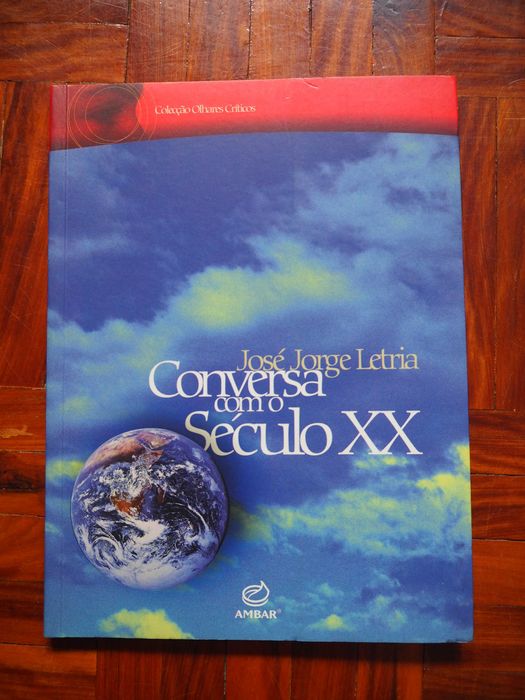 Colecção Olhares Críticos
José Jorge Letria
Conversa
com o
Século XX
AMBAR®